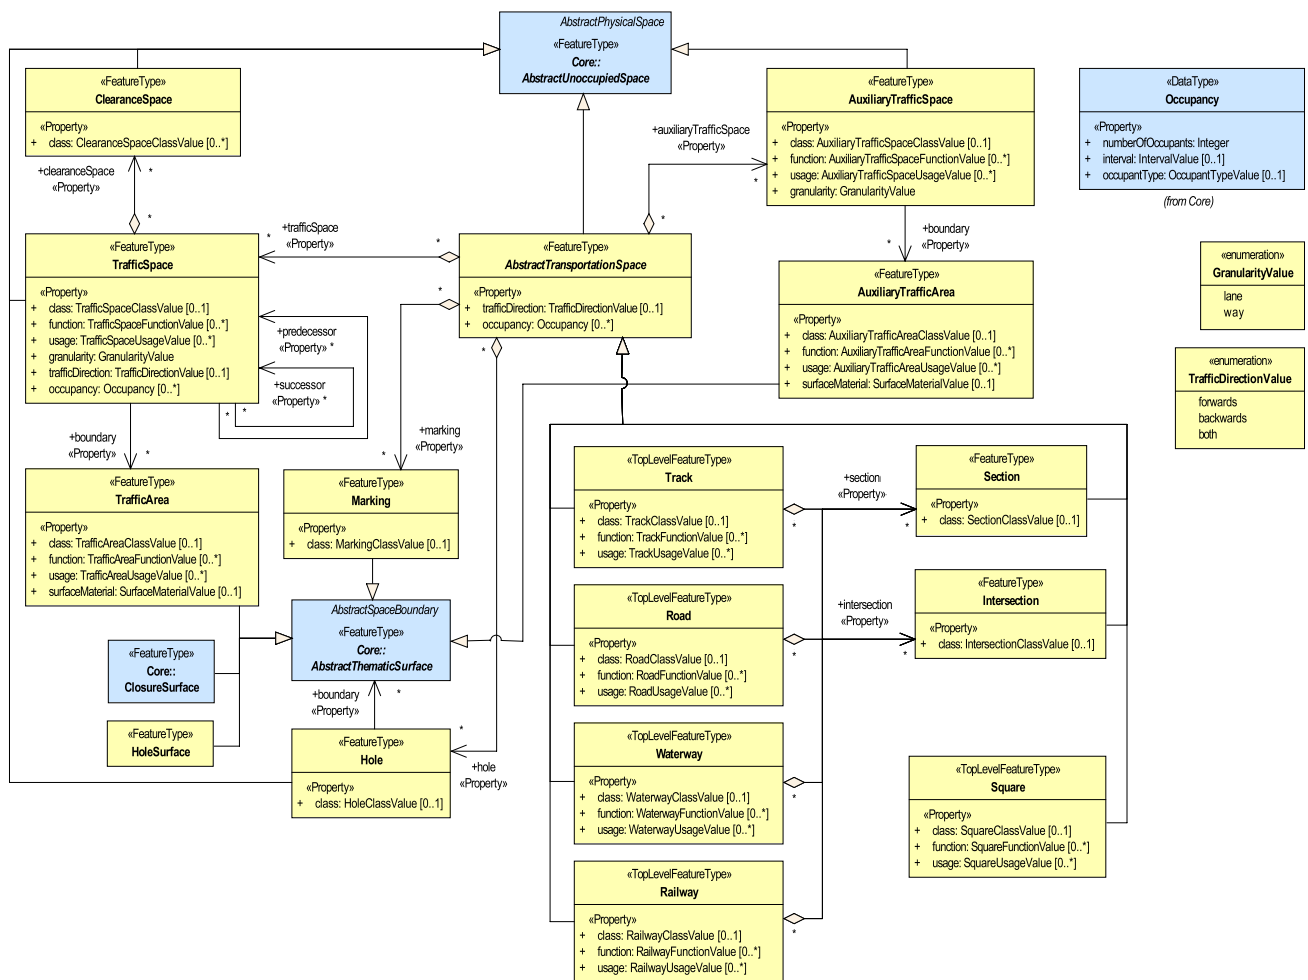 AbstractPhysicalSpace
«FeatureType»
Core::
AbstractUnoccupiedSpace
«FeatureType»
ClearanceSpace
«Property»
+ class: ClearanceSpaceClassValue [0..*]
«FeatureType»
AuxiliaryTrafficSpace
«Property»
+ class: AuxiliaryTrafficSpaceClassValue [0..1]
+ function: AuxiliaryTrafficSpaceFunctionValue [0..*]
+ usage: AuxiliaryTrafficSpaceUsageValue [0..*]
+ granularity: GranularityValue
«DataType»
Occupancy
«Property»
+ numberOfOccupants: Integer
+ interval: IntervalValue [0..1]
+ occupantType: OccupantTypeValue [0..1]
(from Core)
+auxiliaryTrafficSpace
«Property»
*
*
+clearanceSpace
«Property»
*
*
+trafficSpace
«Property»
*
*
+boundary
«Property»
*
«FeatureType»
TrafficSpace
«Property»
+ class: TrafficSpaceClassValue [0..1]
+ function: TrafficSpaceFunctionValue [0..*]
+ usage: TrafficSpaceUsageValue [0..*]
+ granularity: GranularityValue
+ trafficDirection: TrafficDirectionValue [0..1]
+ occupancy: Occupancy [0..*]
+predecessor
«Property» *
+successor
«Property» *
*
*
«FeatureType»
AbstractTransportationSpace
«Property»
+ trafficDirection: TrafficDirectionValue [0..1]
+ occupancy: Occupancy [0..*]
*
*
«FeatureType»
AuxiliaryTrafficArea
«Property»
+ class: AuxiliaryTrafficAreaClassValue [0..1]
+ function: AuxiliaryTrafficAreaFunctionValue [0..*]
+ usage: AuxiliaryTrafficAreaUsageValue [0..*]
+ surfaceMaterial: SurfaceMaterialValue [0..1]
«enumeration»
GranularityValue
lane
way
«enumeration»
TrafficDirectionValue
forwards
backwards
both
+boundary
«Property»
*
+marking
«Property»
*
«FeatureType»
TrafficArea
«Property»
+ class: TrafficAreaClassValue [0..1]
+ function: TrafficAreaFunctionValue [0..*]
+ usage: TrafficAreaUsageValue [0..*]
+ surfaceMaterial: SurfaceMaterialValue [0..1]
«FeatureType»
Marking
«Property»
+ class: MarkingClassValue [0..1]
«TopLevelFeatureType»
Track
«Property»
+ class: TrackClassValue [0..1]
+ function: TrackFunctionValue [0..*]
+ usage: TrackUsageValue [0..*]
+section
«Property»
*
*
«FeatureType»
Section
«Property»
+ class: SectionClassValue [0..1]
«TopLevelFeatureType»
Road
«Property»
+ class: RoadClassValue [0..1]
+ function: RoadFunctionValue [0..*]
+ usage: RoadUsageValue [0..*]
+intersection
«Property»
*
*
«FeatureType»
Intersection
«Property»
+ class: IntersectionClassValue [0..1]
AbstractSpaceBoundary
«FeatureType»
Core::
AbstractThematicSurface
«FeatureType»
Core::
ClosureSurface
«FeatureType»
HoleSurface
+boundary
«Property»
*
*
+hole
«Property»
«FeatureType»
Hole
«Property»
+ class: HoleClassValue [0..1]
«TopLevelFeatureType»
Waterway
«Property»
+ class: WaterwayClassValue [0..1]
+ function: WaterwayFunctionValue [0..*]
+ usage: WaterwayUsageValue [0..*]
*
«TopLevelFeatureType»
Square
«Property»
+ class: SquareClassValue [0..1]
+ function: SquareFunctionValue [0..*]
+ usage: SquareUsageValue [0..*]
«TopLevelFeatureType»
Railway
«Property»
+ class: RailwayClassValue [0..1]
+ function: RailwayFunctionValue [0..*]
+ usage: RailwayUsageValue [0..*]
*